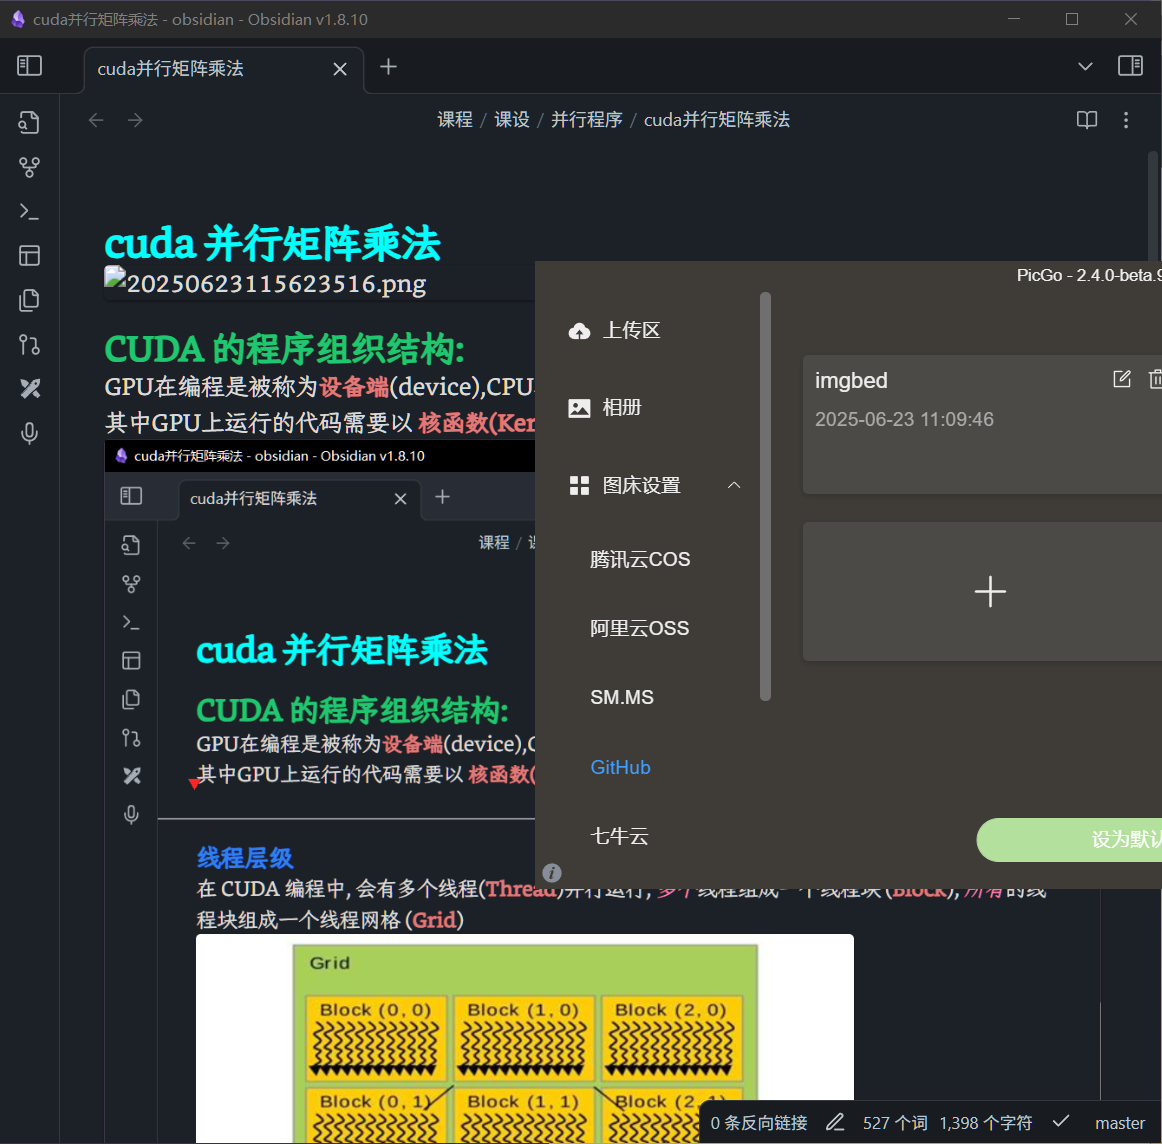 cuda并行矩阵乘法 - obsidian - Obsidian v1.8.10
cuda并行矩阵乘法
课程 / 课设 / 并行程序 / cuda并行矩阵乘法
cuda 并行矩阵乘法
20250623115623516.png
CUDA 的程序组织结构:
GPU在编程是被称为设备端(device),CPU
其中GPU上运行的代码需要以 核函数(Ker
cuda并行矩阵乘法 - obsidian - Obsidian v1.8.10
cuda并行矩阵乘法
课程 /
cuda 并行矩阵乘法
CUDA 的程序组织结构:
GPU在编程是被称为设备端(device),
其中GPU上运行的代码需要以 核函数(
线程层级
在 CUDA 编程中, 会有多个线程(Thread)并行运行, 多个线程组成一个线程块 (Block), 所有的线
程块组成一个线程网格 (Grid)
Grid
Block (0, 0) Block (1, 0) Block (2, 0)
Block (0, 1) Block (1, 1) Block (2, 1)
PicGo - 2.4.0-beta.9
上传区
相册
图床设置
腾讯云COS
阿里云OSS
SM.MS
GitHub
七牛云
imgbed
2025-06-23 11:09:46
设为默认
0 条反向链接 527 个词 1,398 个字符 master